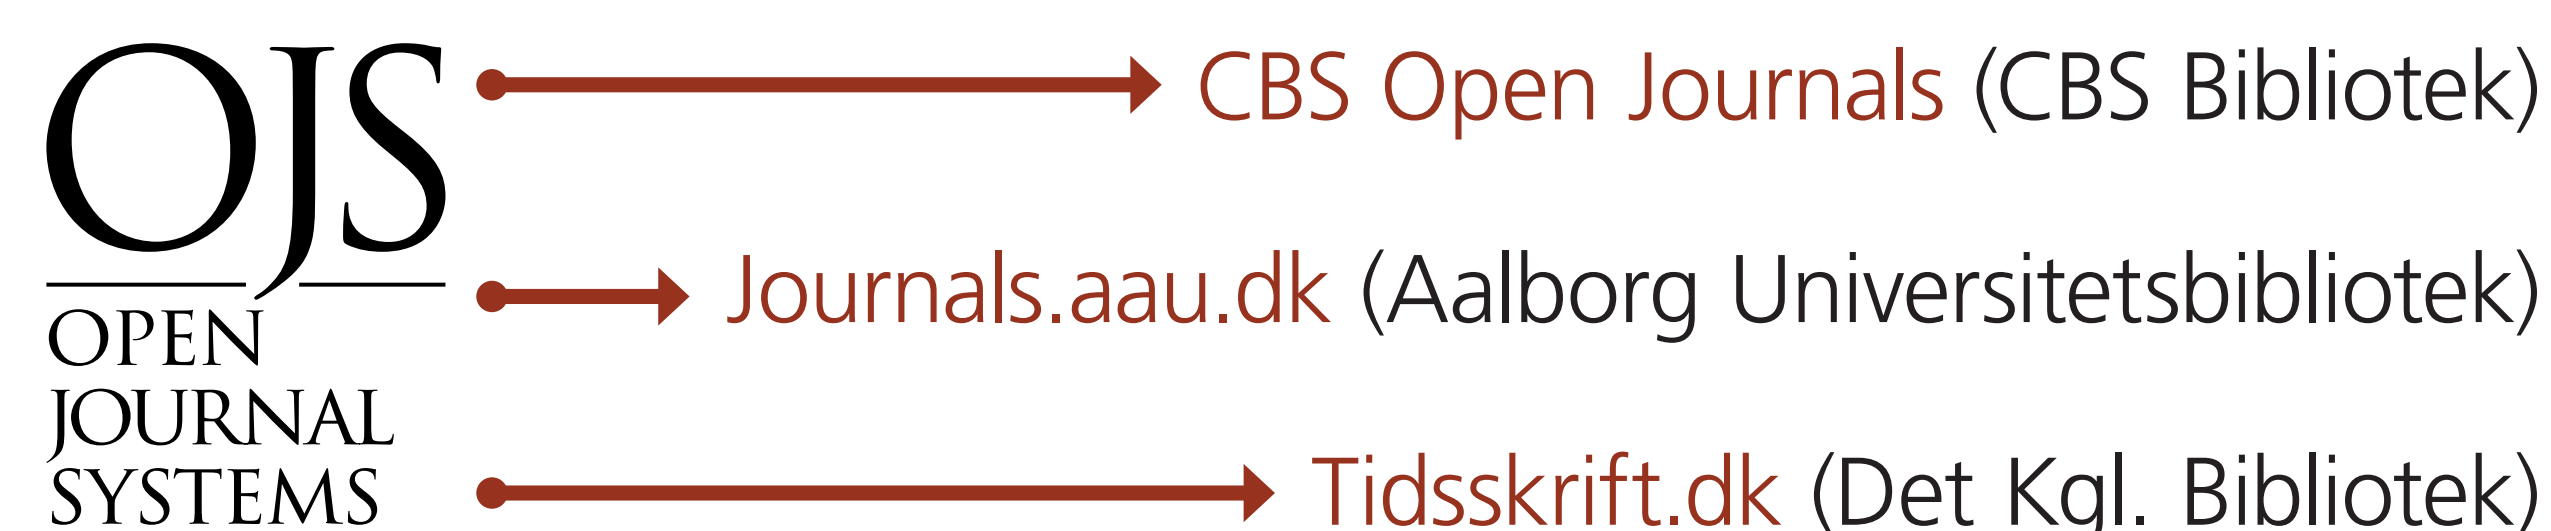 OJS
OPEN
JOURNAL
SYSTEMS
CBS Open Journals (CBS Bibliotek)
Journals.aau.dk (Aalborg Universitetsbibliotek)
Tidsskrift.dk (Det Kgl. Bibliotek)